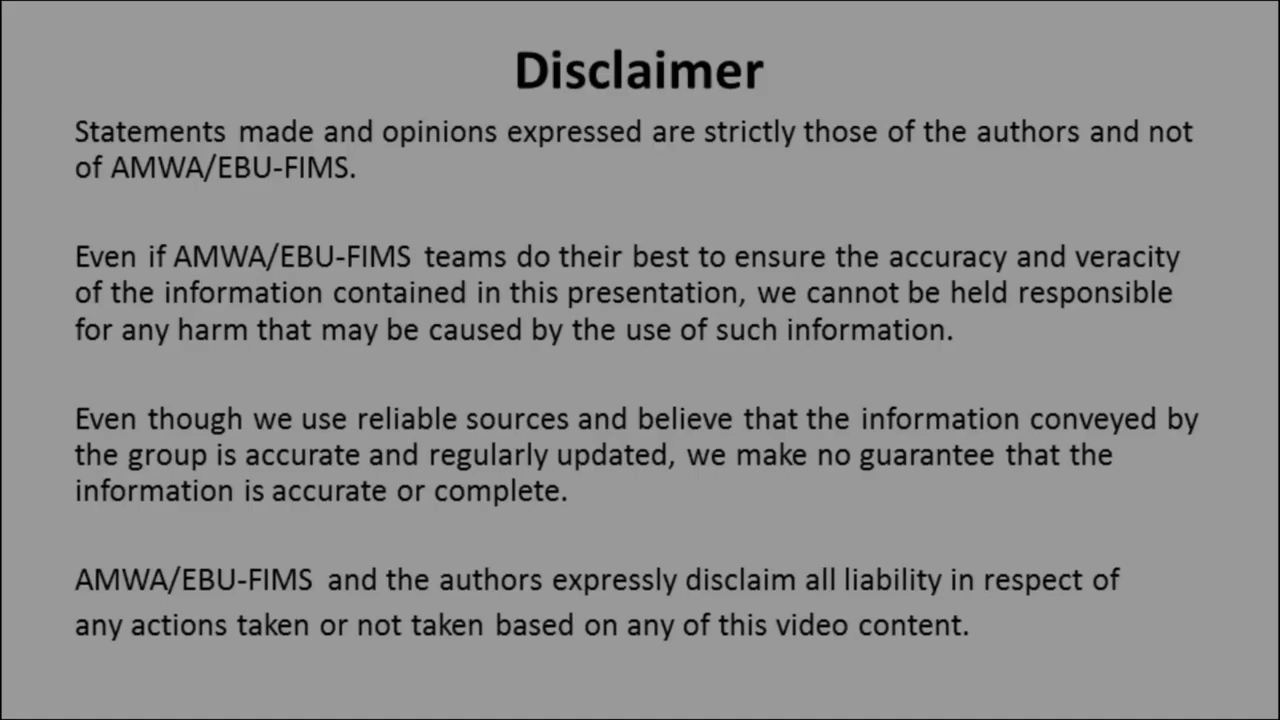 Disclaimer
Statements made and opinions expressed are strictly those of the authors and not
of AMWA/EBU-FIMS.
Even if AMWA/EBU-FIMS teams do their best to ensure the accuracy and veracity
of the information contained in this presentation, we cannot be held responsible
for any harm that may be caused by the use of such information.
Even though we use reliable sources and believe that the information conveyed by
the group is accurate and regularly updated, we make no guarantee that the
information is accurate or complete.
AMWA/EBU-FIMS and the authors expressly disclaim all liability in respect of
any actions taken or not taken based on any of this video content.